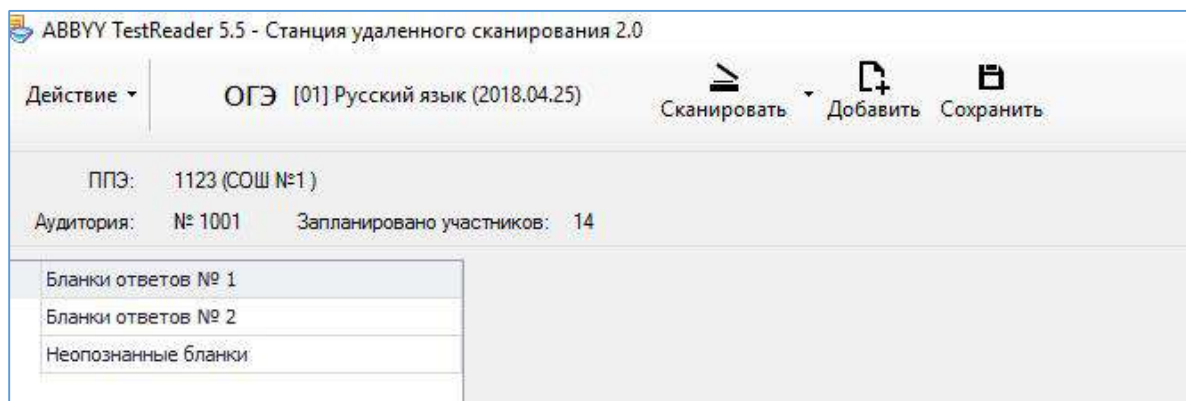 ABBYY TestReader 5.5 - Станция удаленного сканирования 2.0
Действие ОГЭ [01] Русский язык (2018.04.25) Сканировать Добавить Сохранить
ППЭ: 1123 (СОШ №1 )
Аудитория: № 1001 Запланировано участников: 14
Бланки ответов № 1
Бланки ответов № 2
Неопознанные бланки